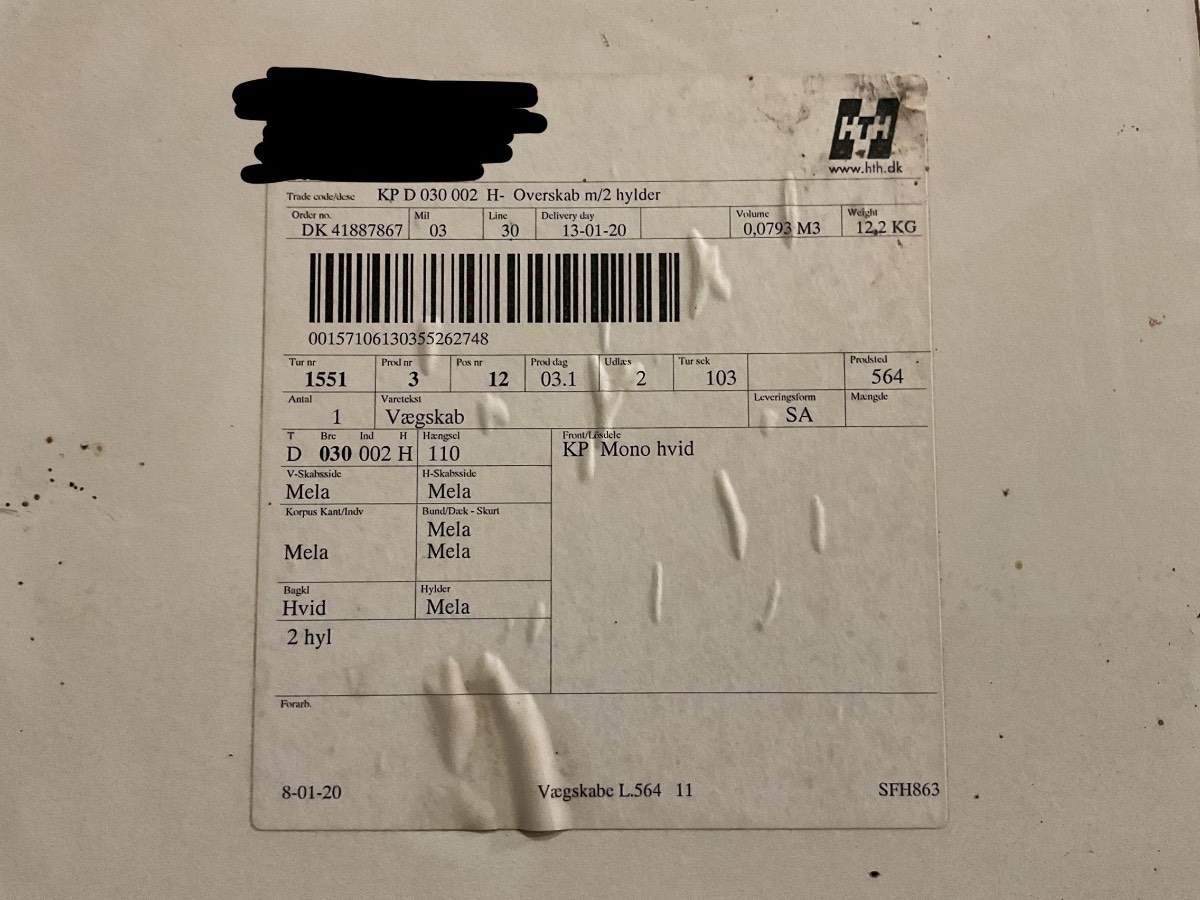 HTH
www.hth.dk
Trade code/dese KP D 030 002 H- Overskab m/2 hylder
Order no. Mil Line Delivery day Volume Weight
DK 41887867 03 30 13-01-20 0,0793 M3 12,2 KG
00157106130355262748
Tur nr Prod nr Pos nr Prod dag Udlæs Tur sek Prodsted
1551 3 12 03.1 2 103 564
Antal Varetekst Leveringsform Mængde
1 Vægskab SA
T Bre Ind H Hængsel Front/Løsdele
D 030 002 H 110 KP Mono hvid
V-Skabsside H-Skabsside
Mela Mela
Korpus Kant/Indv Bund/Dæk - Skurt
Mela
Mela Mela
Bagkl Hylder
Hvid Mela
2 hyl
Forarb.
8-01-20 Vægskabe L.564 11 SFH863